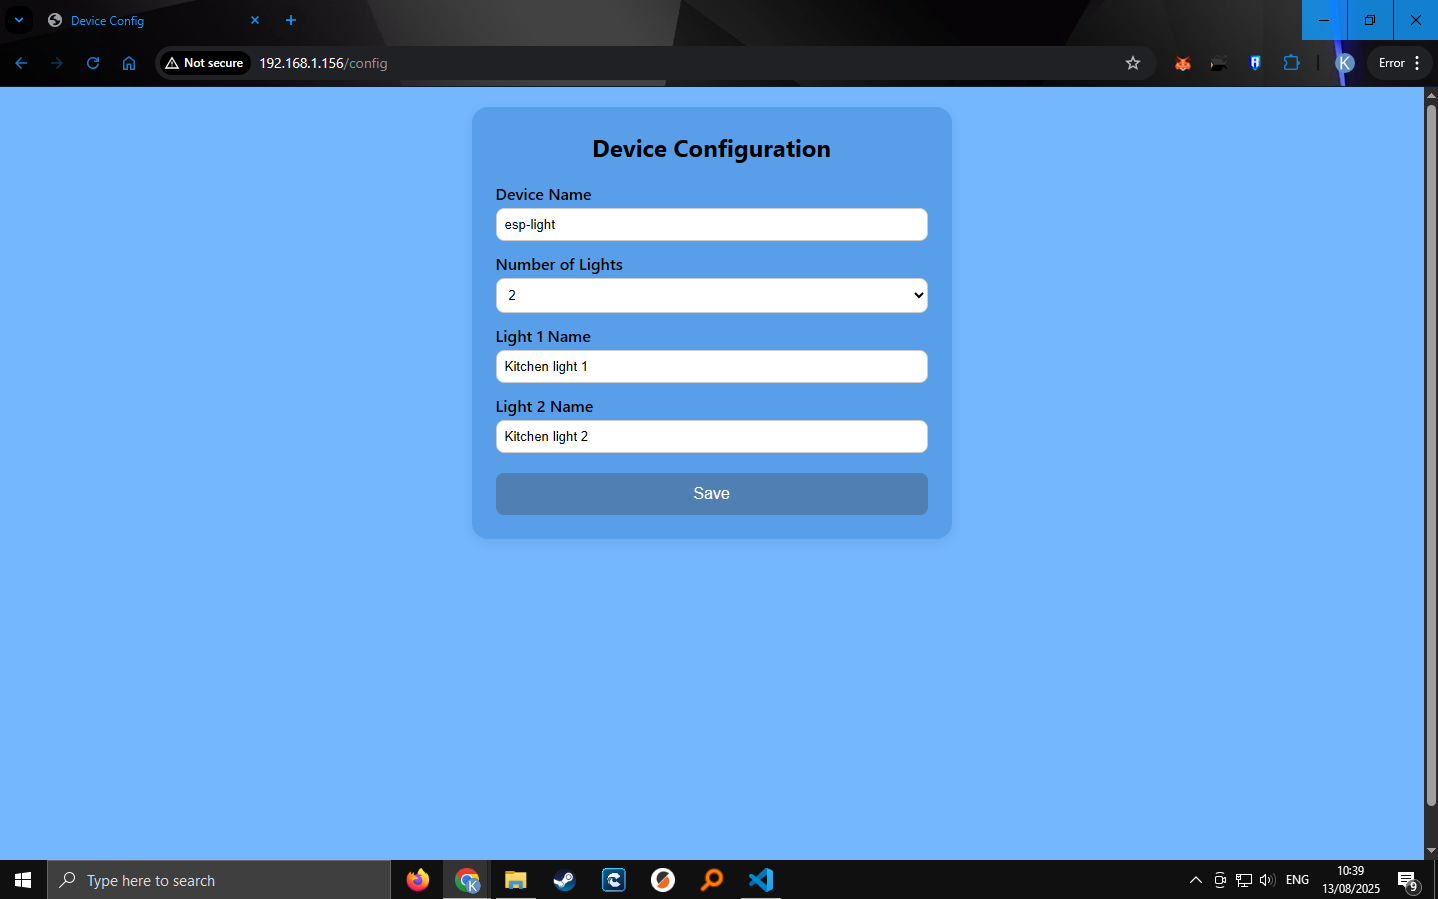 Device Config
Not secure
192.168.1.156/config
K
Error
Device Configuration
Device Name
esp-light
Number of Lights
2
Light 1 Name
Kitchen light 1
Light 2 Name
Kitchen light 2
Save
Type here to search
K
ENG
10:39
13/08/2025
9